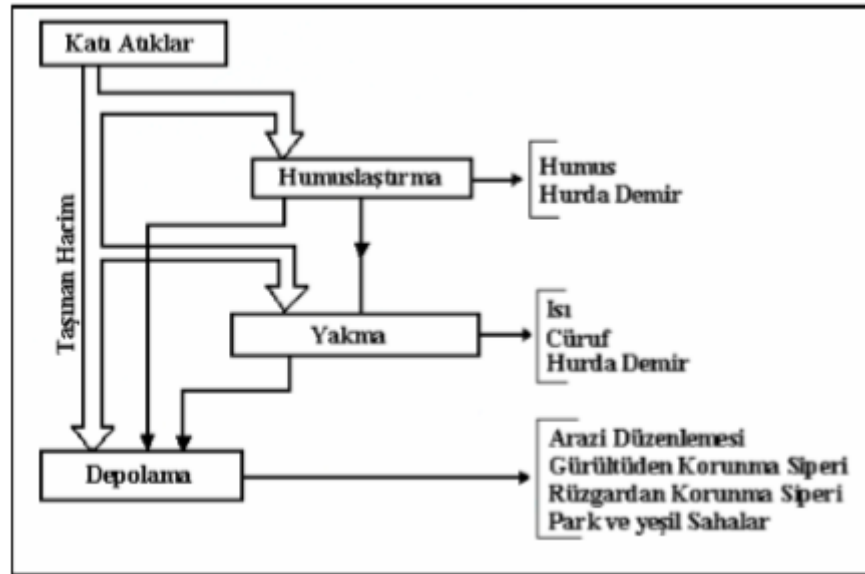 Katı Atıklar
Taşınan Hacim
Humuslaştırma
Humus
Hurda Demir
Yakma
Isı
Cüruf
Hurda Demir
Depolama
Arazi Düzenlemesi
Gürültüden Korunma Siperi
Rüzgardan Korunma Siperi
Park ve yeşil Sahalar